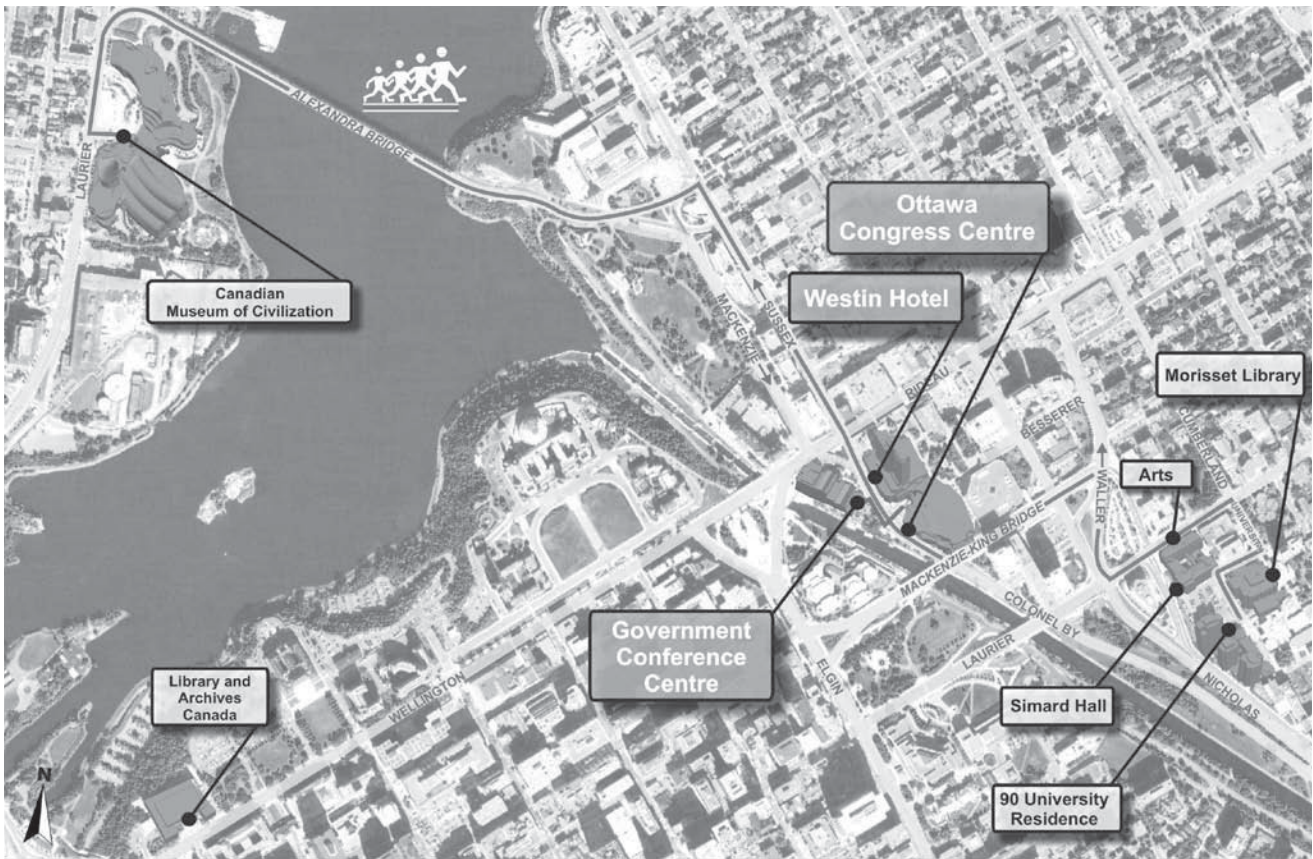 ALEXANDRA BRIDGE
LAURIER
Canadian
Museum of Civilization
Ottawa
Congress Centre
Westin Hotel
MACKENZIE
SUSSEX
RIDEAU
BESSERER
Morisset Library
CUMBERLAND
Arts
WALLER
UNIVERSITY
MACKENZIE-KING BRIDGE
COLONEL BY
Government
Conference
Centre
LAURIER
ELGIN
NICHOLAS
Simard Hall
WELLINGTON
Library and
Archives
Canada
90 University
Residence
N